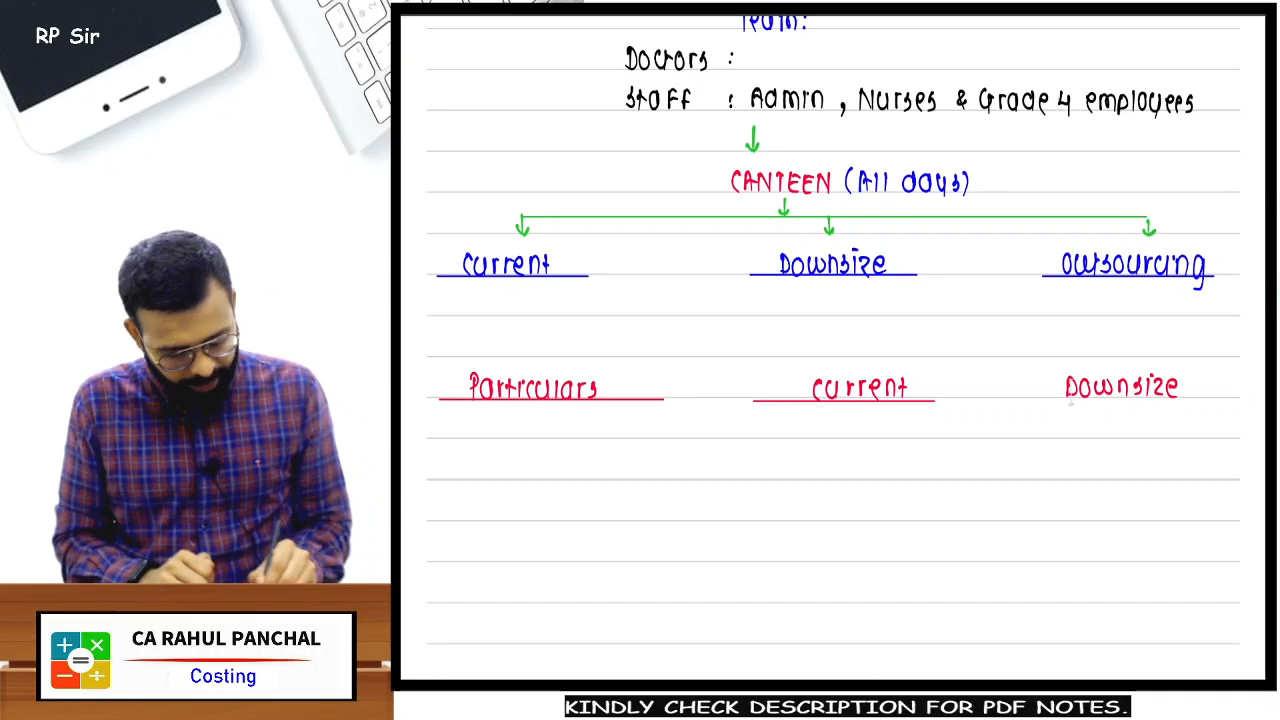 RP Sir
Team:
Doctors :
Staff : Admin , Nurses & Grade 4 employees
CANTEEN (All days)
Current Downsize Outsourcing
Particulars Current Downsize
CA RAHUL PANCHAL
Costing
KINDLY CHECK DESCRIPTION FOR PDF NOTES.